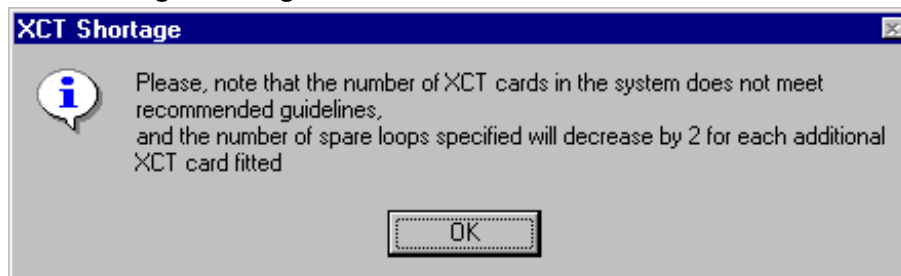 XCT Shortage
Please, note that the number of XCT cards in the system does not meet
recommended guidelines,
and the number of spare loops specified will decrease by 2 for each additional
XCT card fitted
OK